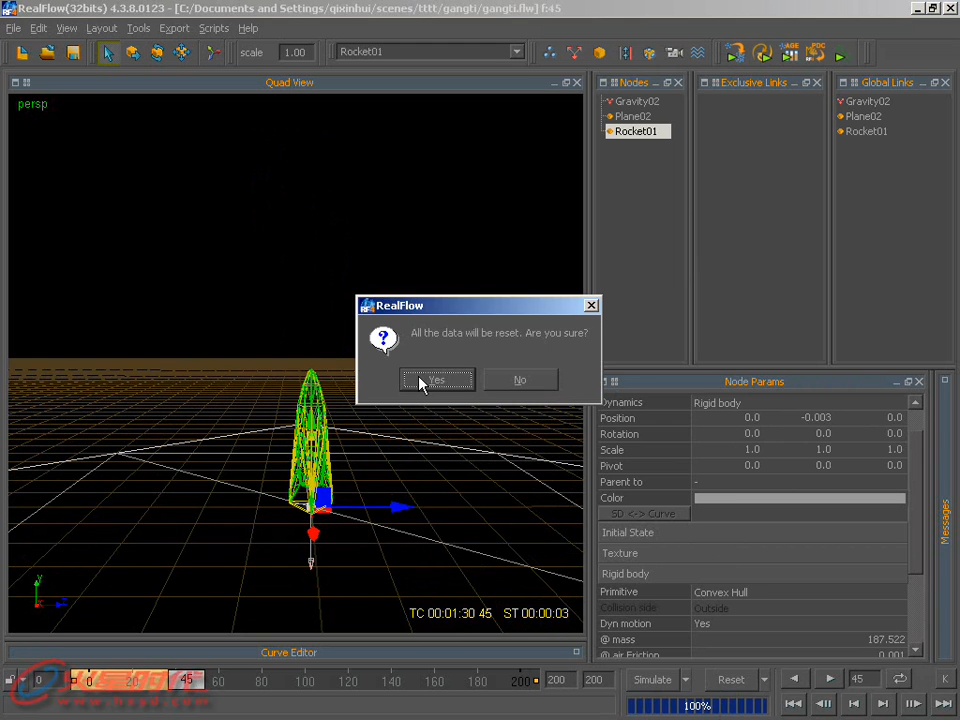 RealFlow(32bits) 4.3.8.0123 - [C:/Documents and Settings/qixinhui/scenes/tttt/gangti/gangti.flw] f:45
File Edit View Layout Tools Export Scripts Help
scale 1.00 Rocket01
Quad View
Nodes
Exclusive Links
Global Links
persp
Gravity02
Plane02
Rocket01
Gravity02
Plane02
Rocket01
RealFlow
All the data will be reset. Are you sure?
Yes No
Node Params
Dynamics Rigid body
Position 0.0 -0.003 0.0
Rotation 0.0 0.0 0.0
Scale 1.0 1.0 1.0
Pivot 0.0 0.0 0.0
Parent to -
Color
SD <-> Curve
Initial State
Texture
Rigid body
Primitive Convex Hull
Collision side Outside
Dyn motion Yes
@ mass 187.522
@ air Friction 0.001
Messages
y
TC 00:01:30 45 ST 00:00:03
Curve Editor
0 0 45 60 80 100 120 140 160 180 200 200 200
Simulate Reset 45 K
100%